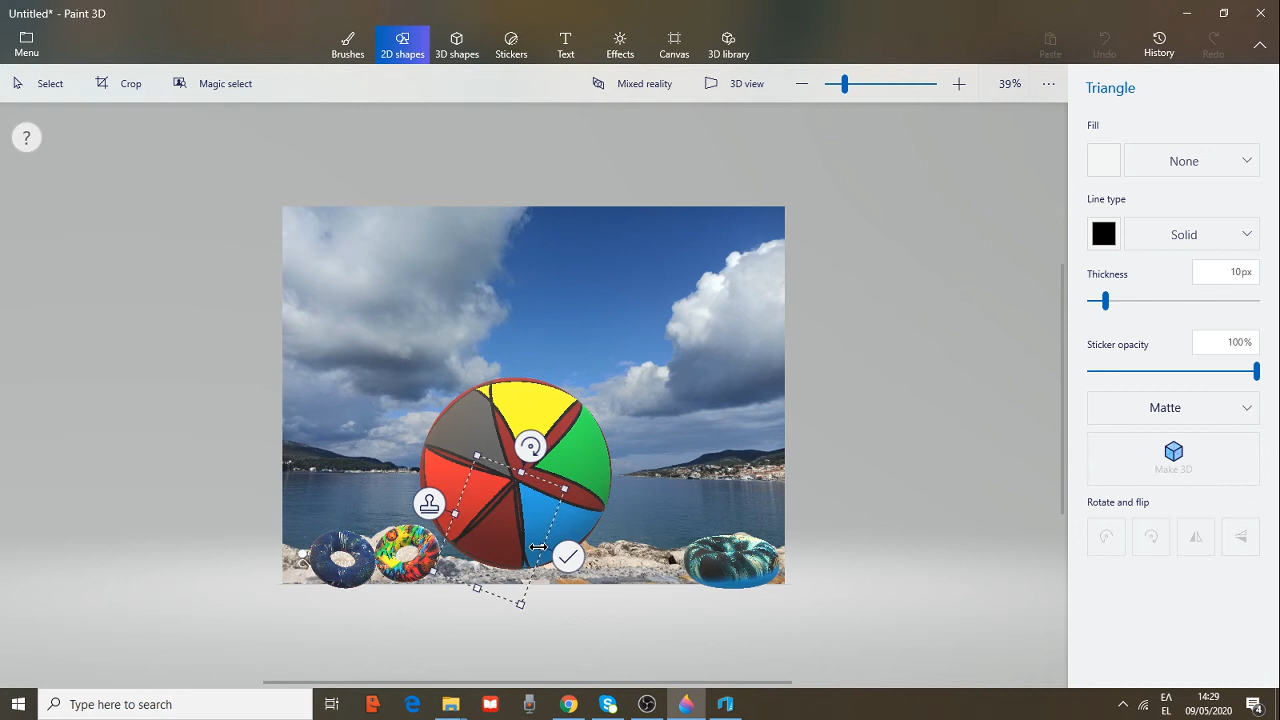 Untitled* - Paint 3D
Menu
Brushes
2D shapes
3D shapes
Stickers
Text
Effects
Canvas
3D library
Paste
Undo
History
Redo
Select
Crop
Magic select
Mixed reality
3D view
39%
?
Triangle
Fill
None
Line type
Solid
Thickness
10px
Sticker opacity
100%
Matte
Make 3D
Rotate and flip
Type here to search
ΕΛ
EL
14:29
09/05/2020
4